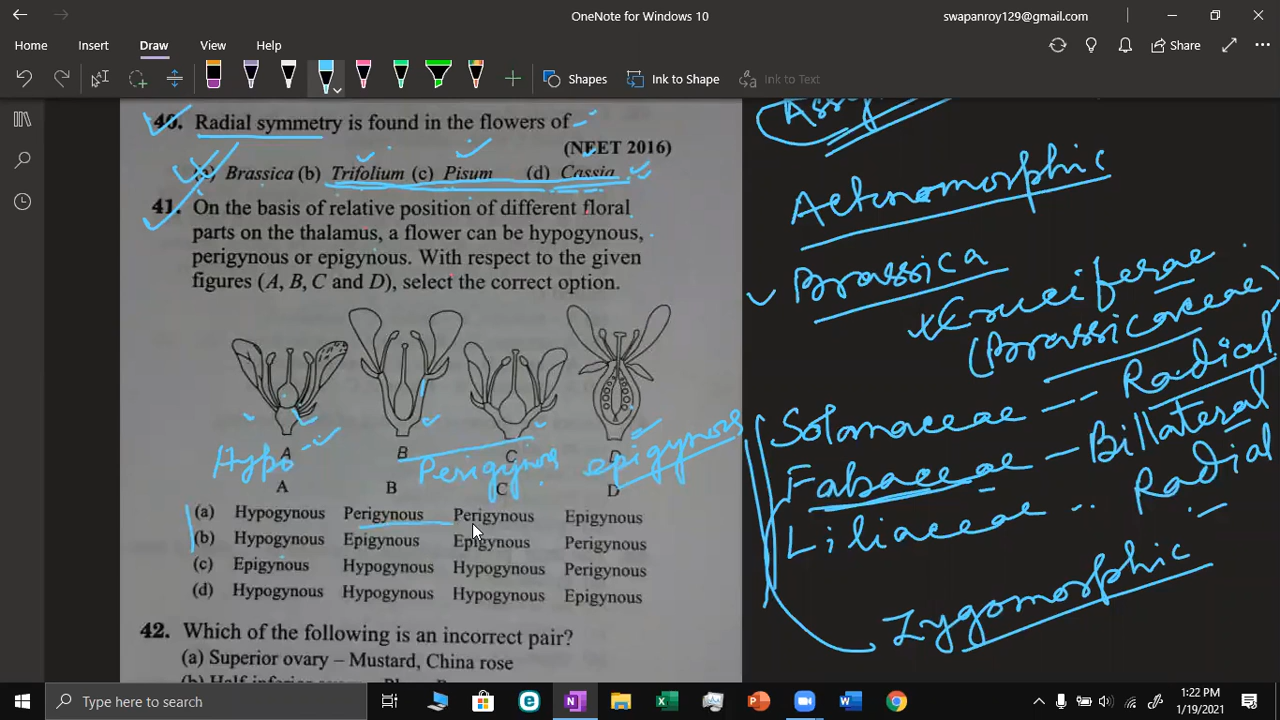 OneNote for Windows 10
swapanroy129@gmail.com
Home Insert Draw View Help
Share
Shapes Ink to Shape Ink to Text
40. Radial symmetry is found in the flowers of
(NEET 2016)
(a) Brassica (b) Trifolium (c) Pisum (d) Cassia
41. On the basis of relative position of different floral
parts on the thalamus, a flower can be hypogynous,
perigynous or epigynous. With respect to the given
figures (A, B, C and D), select the correct option.
A B C D
Hypo Perigynous epigynous
A B C D
(a) Hypogynous Perigynous Perigynous Epigynous
(b) Hypogynous Epigynous Epigynous Perigynous
(c) Epigynous Hypogynous Hypogynous Perigynous
(d) Hypogynous Hypogynous Hypogynous Epigynous
42. Which of the following is an incorrect pair?
(a) Superior ovary – Mustard, China rose
Actinomorphic
Brassica
Cruciferae
(Brassicaceae)
Solanaceae -- Radial
Fabaceae - Billateral
Liliaceae -- Radial
Zygomorphic
Type here to search
1:22 PM
1/19/2021